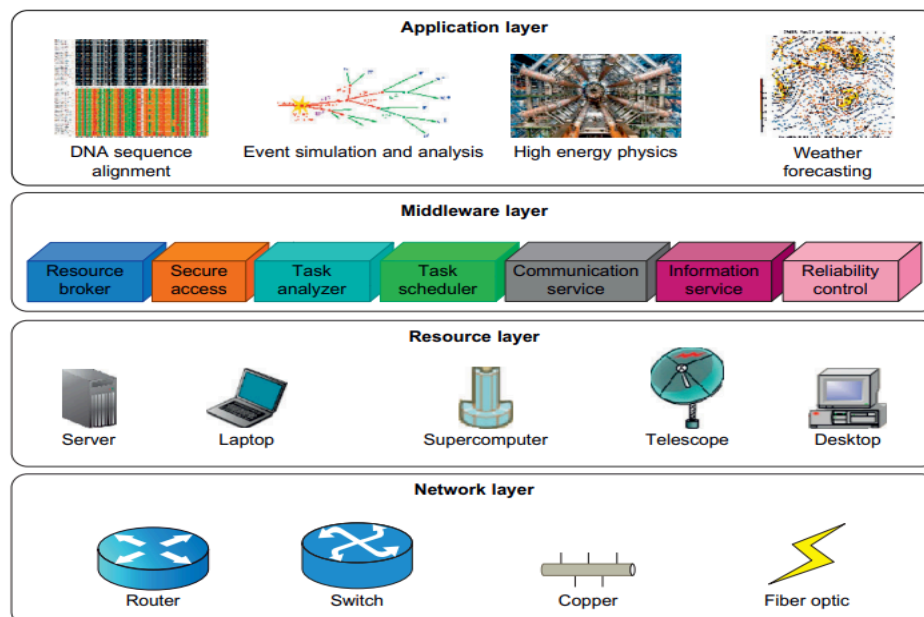 Application layer
DNA sequence
alignment
Event simulation and analysis
High energy physics
Weather
forecasting
Middleware layer
Resource
broker
Secure
access
Task
analyzer
Task
scheduler
Communication
service
Information
service
Reliability
control
Resource layer
Server
Laptop
Supercomputer
Telescope
Desktop
Network layer
Router
Switch
Copper
Fiber optic